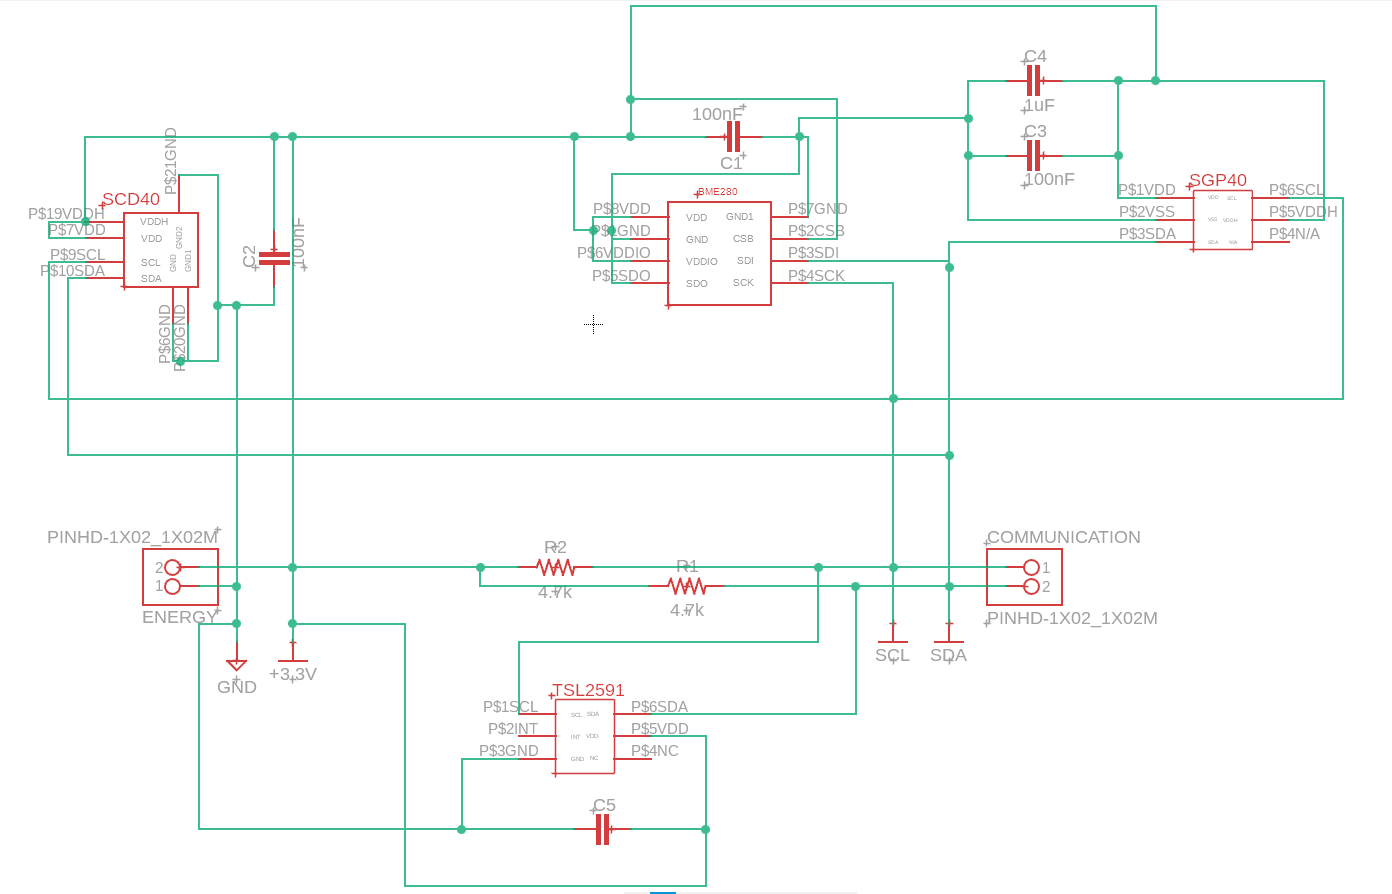 C4
1uF
C3
100nF
100nF
C1
SCD40
P$21GND
P$19VDDH
P$7VDD
P$9SCL
P$10SDA
VDDH
VDD
SCL
SDA
GND2
GND
GND1
P$6GND
P$20GND
C2
100nF
BME280
P$8VDD
P$1GND
P$6VDDIO
P$5SDO
VDD
GND
VDDIO
SDO
GND1
CSB
SDI
SCK
P$7GND
P$2CSB
P$3SDI
P$4SCK
SGP40
P$1VDD
P$2VSS
P$3SDA
VDD
SCL
VSS
VDDH
SDA
N/A
P$6SCL
P$5VDDH
P$4N/A
PINHD-1X02_1X02M
2
1
ENERGY
GND
+3.3V
R2
4.7k
R1
4.7k
COMMUNICATION
1
2
PINHD-1X02_1X02M
SCL
SDA
TSL2591
P$1SCL
P$2INT
P$3GND
SCL
SDA
INT
VDD
GND
NC
P$6SDA
P$5VDD
P$4NC
C5